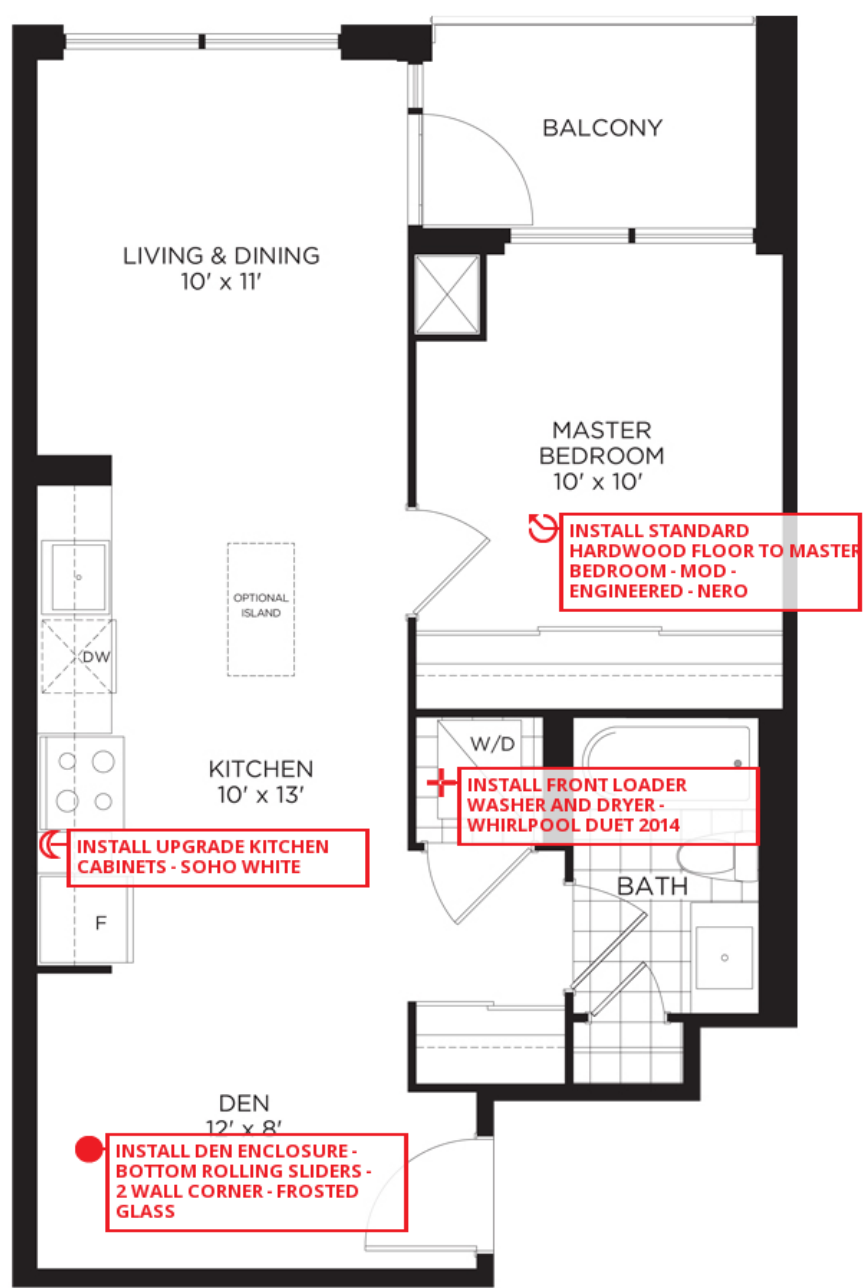 BALCONY
LIVING & DINING
10' x 11'
MASTER
BEDROOM
10' x 10'
INSTALL STANDARD
HARDWOOD FLOOR TO MASTER
BEDROOM - MOD -
ENGINEERED - NERO
OPTIONAL
ISLAND
DW
W/D
KITCHEN
10' x 13'
INSTALL FRONT LOADER
WASHER AND DRYER -
WHIRLPOOL DUET 2014
INSTALL UPGRADE KITCHEN
CABINETS - SOHO WHITE
BATH
F
DEN
12' x 8'
INSTALL DEN ENCLOSURE -
BOTTOM ROLLING SLIDERS -
2 WALL CORNER - FROSTED
GLASS